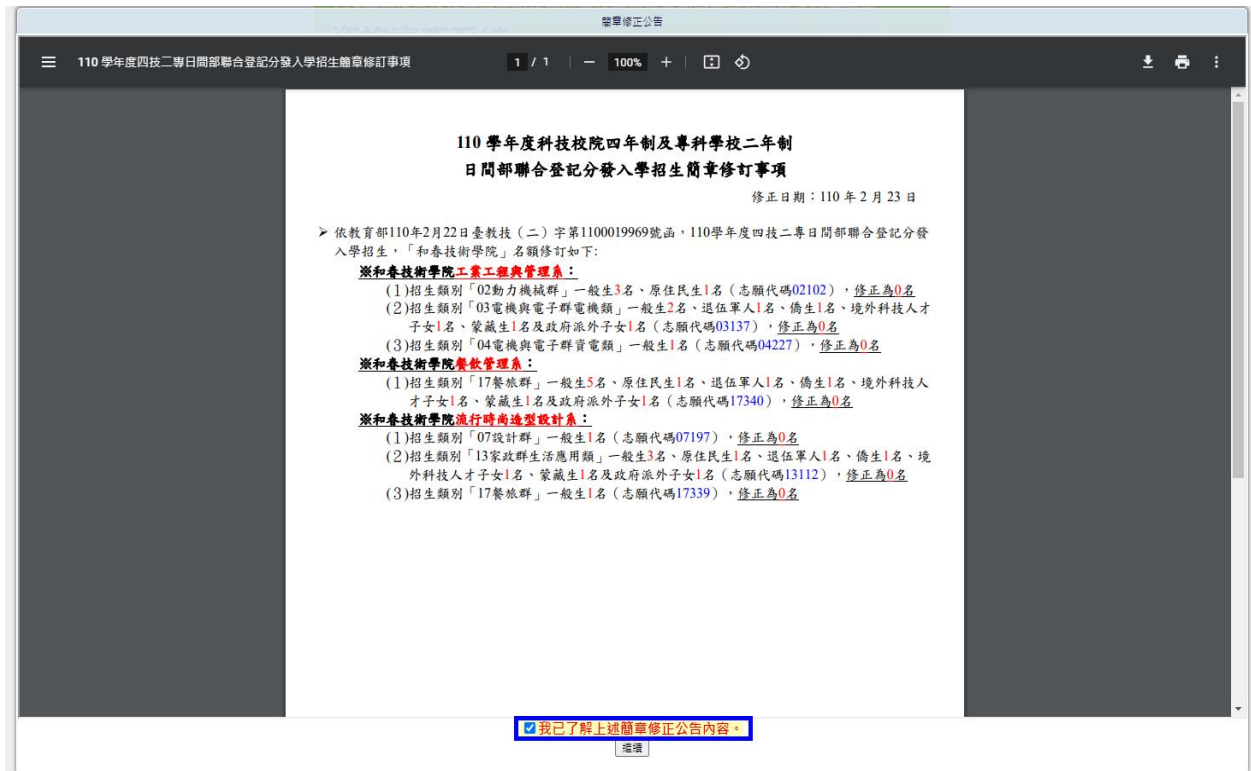 簡章修正公告
110 學年度四技二專日間部聯合登記分發入學招生簡章修訂事項
1 / 1
100%
110 學年度科技校院四年制及專科學校二年制
日間部聯合登記分發入學招生簡章修訂事項
修正日期：110 年 2 月 23 日
➢ 依教育部110年2月22日臺教技（二）字第1100019969號函，110學年度四技二專日間部聯合登記分發
入學招生，「和春技術學院」名額修訂如下:
※和春技術學院工業工程與管理系：
(1)招生類別「02動力機械群」一般生3名、原住民生1名（志願代碼02102），修正為0名
(2)招生類別「03電機與電子群電機類」一般生2名、退伍軍人1名、僑生1名、境外科技人才
子女1名、蒙藏生1名及政府派外子女1名（志願代碼03137），修正為0名
(3)招生類別「04電機與電子群資電類」一般生1名（志願代碼04227），修正為0名
※和春技術學院餐飲管理系：
(1)招生類別「17餐旅群」一般生5名、原住民生1名、退伍軍人1名、僑生1名、境外科技人
才子女1名、蒙藏生1名及政府派外子女1名（志願代碼17340），修正為0名
※和春技術學院流行時尚造型設計系：
(1)招生類別「07設計群」一般生1名（志願代碼07197），修正為0名
(2)招生類別「13家政群生活應用類」一般生3名、原住民生1名、退伍軍人1名、僑生1名、境
外科技人才子女1名、蒙藏生1名及政府派外子女1名（志願代碼13112），修正為0名
(3)招生類別「17餐旅群」一般生1名（志願代碼17339），修正為0名
我已了解上述簡章修正公告內容。
繼續